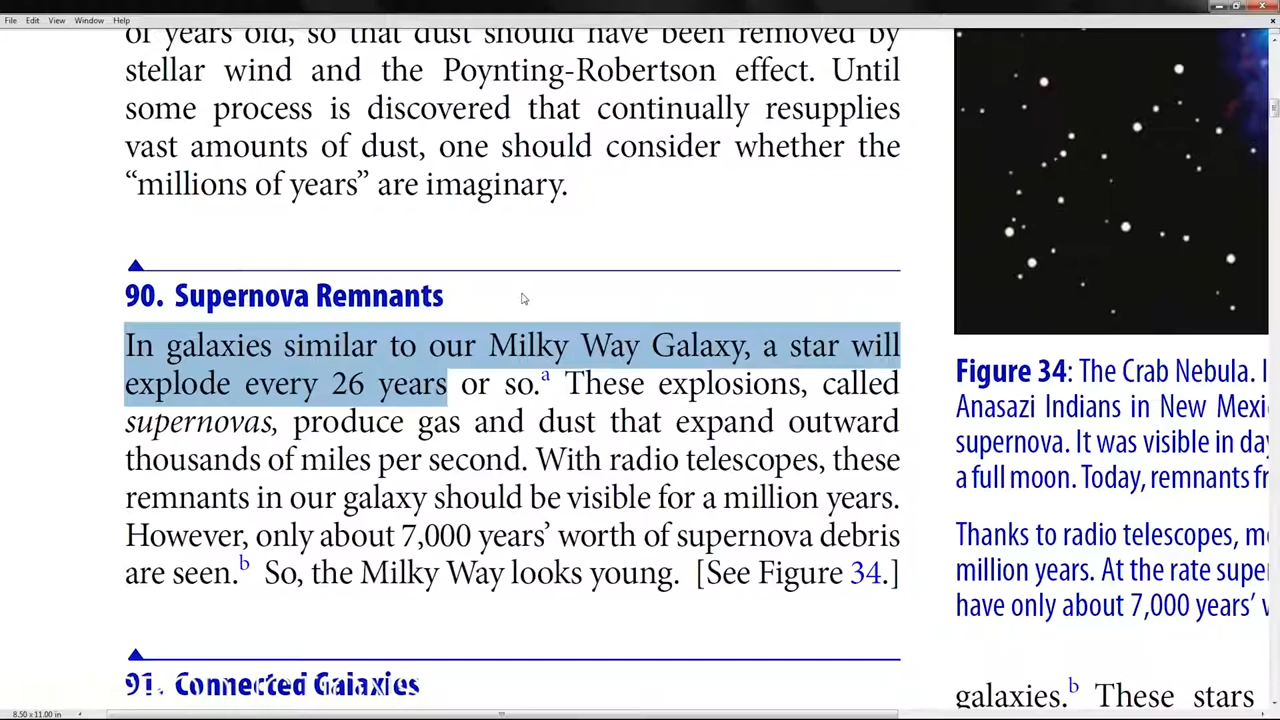 File Edit View Window Help
of years old, so that dust should have been removed by
stellar wind and the Poynting-Robertson effect. Until
some process is discovered that continually resupplies
vast amounts of dust, one should consider whether the
“millions of years” are imaginary.
90. Supernova Remnants
In galaxies similar to our Milky Way Galaxy, a star will
explode every 26 years or so.a These explosions, called
supernovas, produce gas and dust that expand outward
thousands of miles per second. With radio telescopes, these
remnants in our galaxy should be visible for a million years.
However, only about 7,000 years’ worth of supernova debris
are seen.b So, the Milky Way looks young. [See Figure 34.]
91. Connected Galaxies
Figure 34: The Crab Nebula. I
Anasazi Indians in New Mexi
supernova. It was visible in da
a full moon. Today, remnants fr
Thanks to radio telescopes, m
million years. At the rate supe
have only about 7,000 years’
galaxies.b These stars
8.50 x 11.00 in